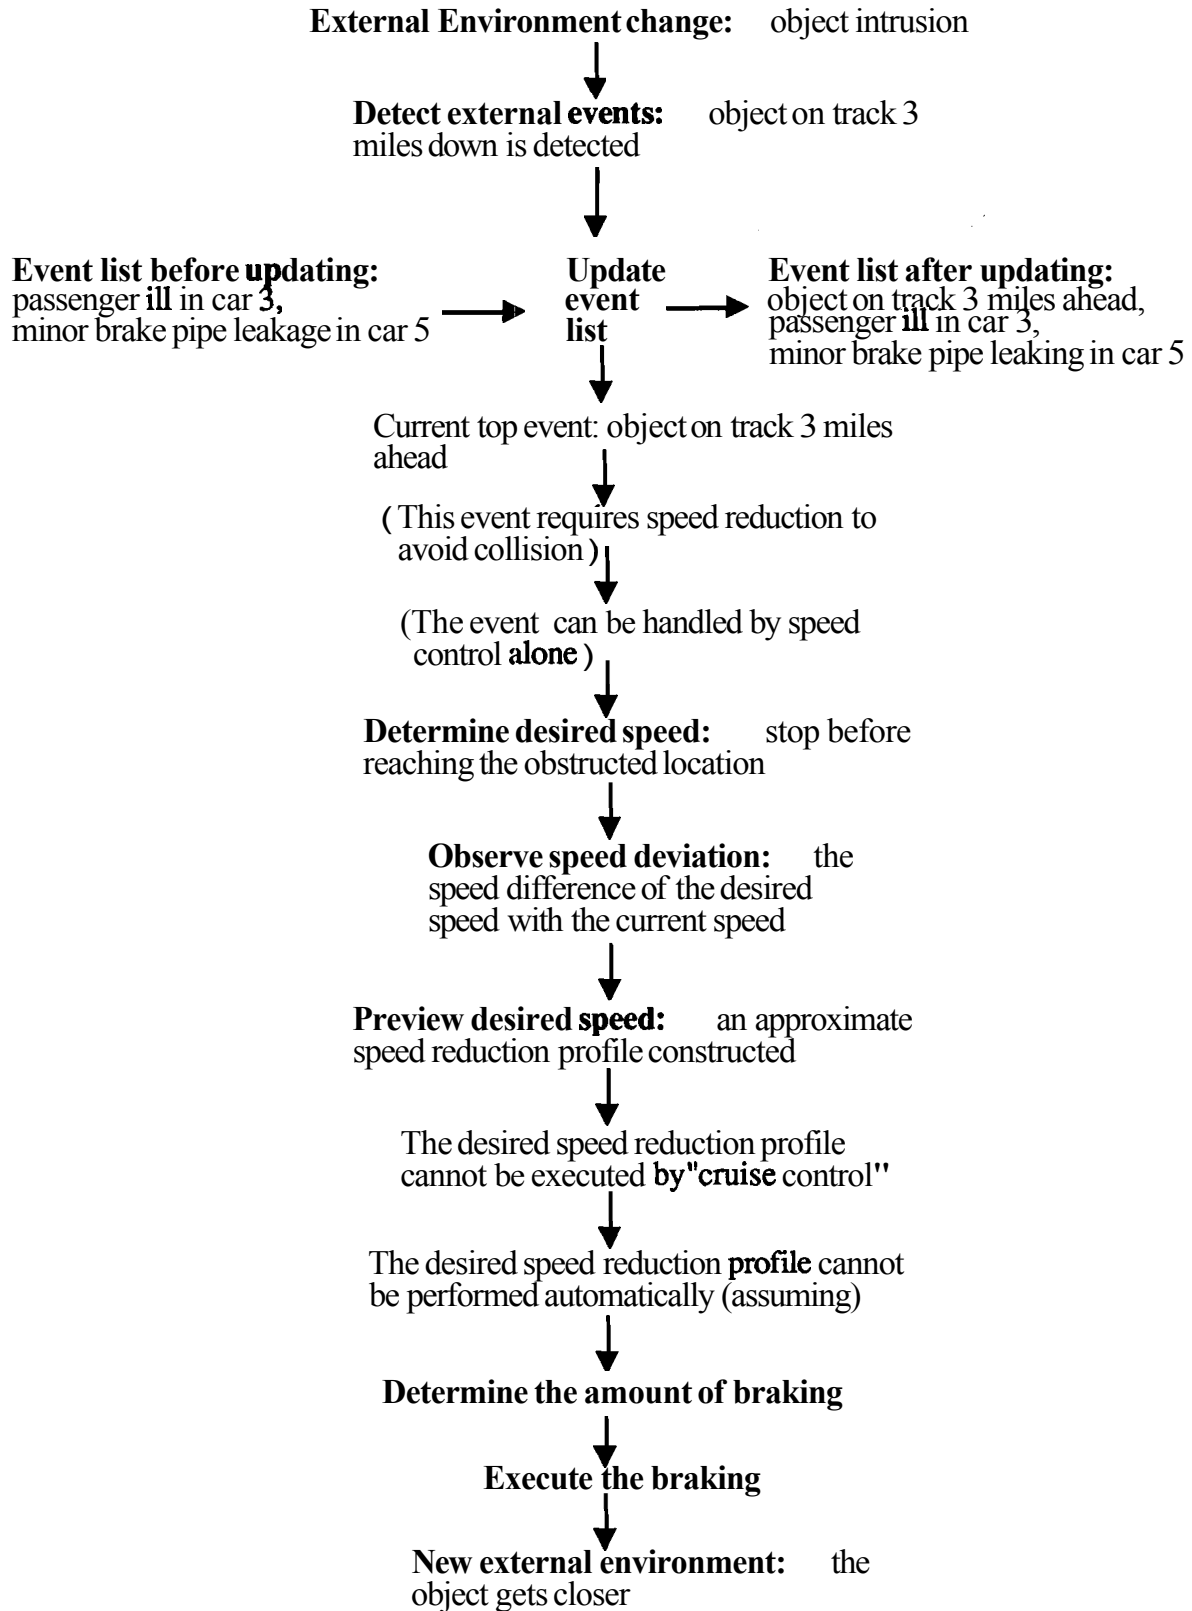 External Environment change: object intrusion
Detect external events: object on track 3
miles down is detected
Event list before updating:
passenger ill in car 3,
minor brake pipe leakage in car 5
Update
event
list
Event list after updating:
object on track 3 miles ahead,
passenger ill in car 3,
minor brake pipe leaking in car 5
Current top event: object on track 3 miles
ahead
( This event requires speed reduction to
avoid collision )
(The event can be handled by speed
control alone )
Determine desired speed: stop before
reaching the obstructed location
Observe speed deviation: the
speed difference of the desired
speed with the current speed
Preview desired speed: an approximate
speed reduction profile constructed
The desired speed reduction profile
cannot be executed by "cruise control"
The desired speed reduction profile cannot
be performed automatically (assuming)
Determine the amount of braking
Execute the braking
New external environment: the
object gets closer